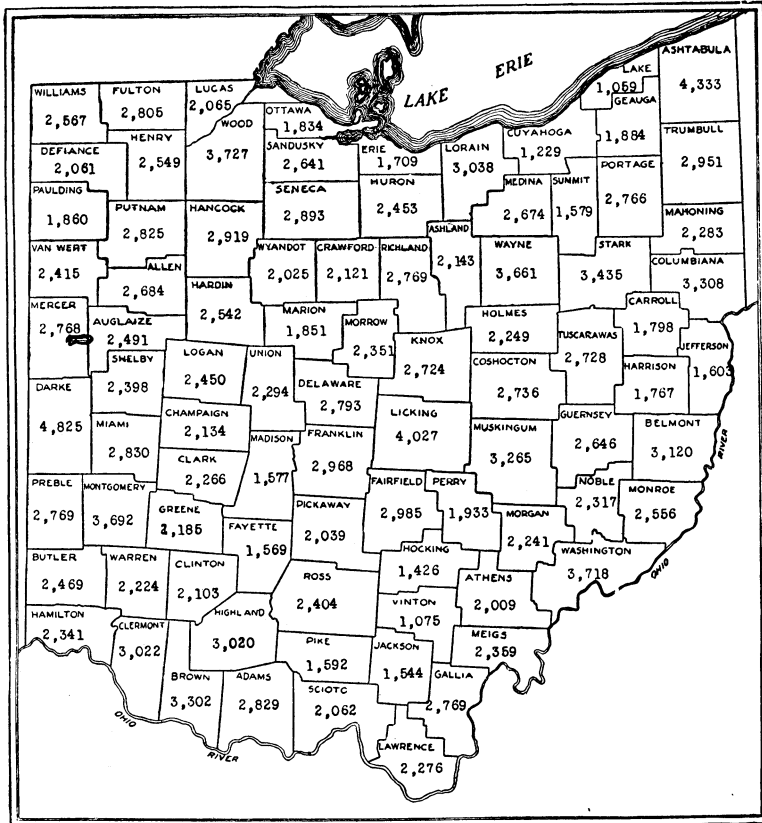 LAKE ERIE
WILLIAMS
2,567
FULTON
2,805
LUCAS
2,065
OTTAWA
1,834
LAKE
1,059
GEAUGA
1,884
ASHTABULA
4,333
DEFIANCE
2,061
HENRY
2,549
WOOD
3,727
SANDUSKY
2,641
ERIE
1,709
LORAIN
3,038
CUYAHOGA
1,229
TRUMBULL
2,951
PAULDING
1,860
PUTNAM
2,825
HANCOCK
2,919
SENECA
2,893
HURON
2,453
MEDINA
2,674
SUMMIT
1,579
PORTAGE
2,766
MAHONING
2,283
VAN WERT
2,415
ALLEN
2,684
HARDIN
2,542
WYANDOT
2,025
CRAWFORD
2,121
RICHLAND
2,769
ASHLAND
2,143
WAYNE
3,661
STARK
3,435
COLUMBIANA
3,308
MERCER
2,768
AUGLAIZE
2,491
MARION
1,851
MORROW
2,351
KNOX
2,724
HOLMES
2,249
TUSCARAWAS
2,728
CARROLL
1,798
JEFFERSON
1,603
SHELBY
2,398
LOGAN
2,450
UNION
2,294
DELAWARE
2,793
COSHOCTON
2,736
HARRISON
1,767
DARKE
4,825
MIAMI
2,830
CHAMPAIGN
2,134
LICKING
4,027
MUSKINGUM
3,265
GUERNSEY
2,646
BELMONT
3,120
RIVER
CLARK
2,266
MADISON
1,577
FRANKLIN
2,968
PREBLE
2,769
MONTGOMERY
3,692
GREENE
2,185
FAYETTE
1,569
PICKAWAY
2,039
FAIRFIELD
2,985
PERRY
1,933
MORGAN
2,241
NOBLE
2,317
MONROE
2,556
BUTLER
2,469
WARREN
2,224
CLINTON
2,103
ROSS
2,404
HOCKING
1,426
ATHENS
2,009
WASHINGTON
3,718
OHIO
HAMILTON
2,341
CLERMONT
3,022
HIGHLAND
3,020
PIKE
1,592
VINTON
1,075
JACKSON
1,544
MEIGS
2,359
BROWN
3,302
ADAMS
2,829
SCIOTO
2,062
GALLIA
2,769
LAWRENCE
2,276
OHIO
RIVER